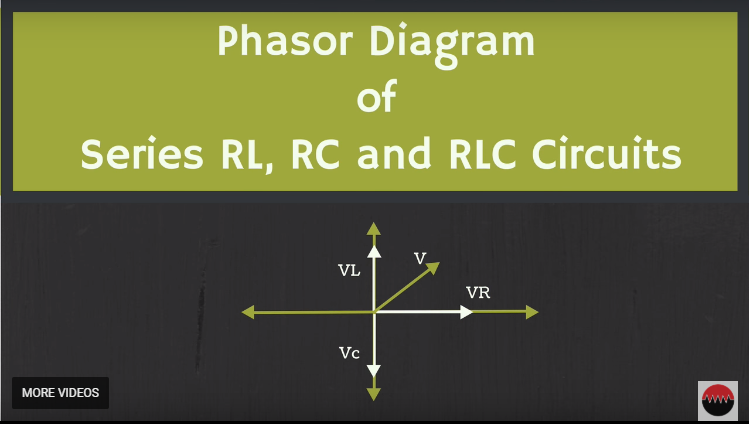 Phasor Diagram
of
Series RL, RC and RLC Circuits
V
VL
VR
Vc
MORE VIDEOS